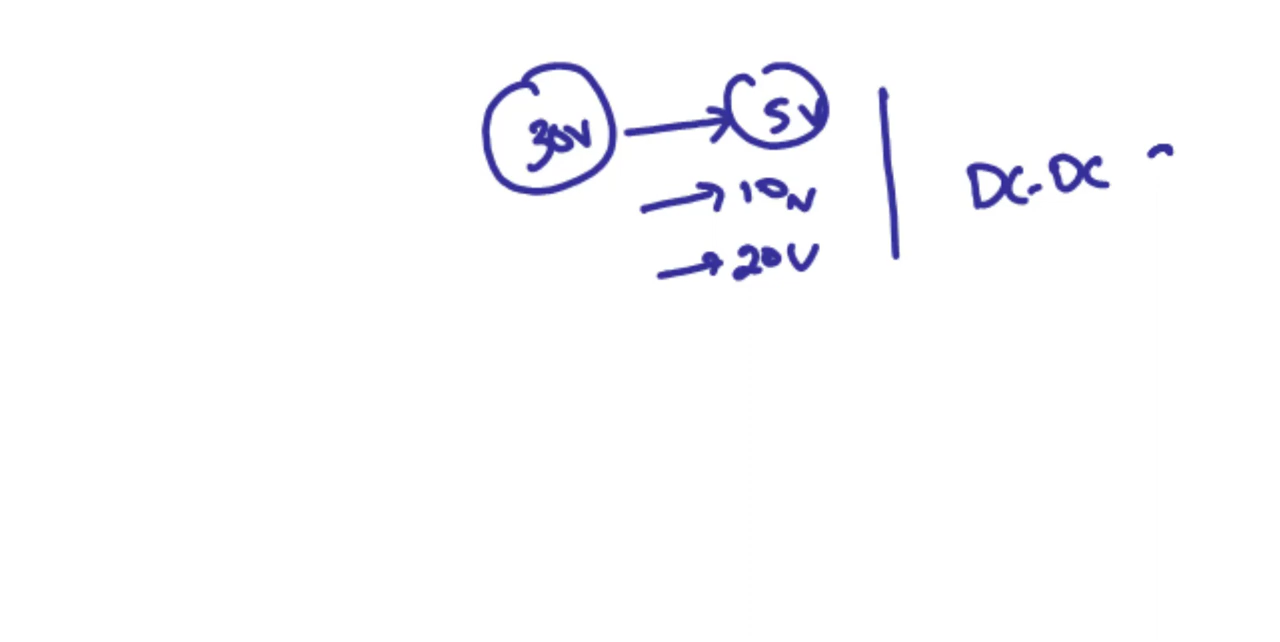 30V → 5V | DC-DC
→ 10V
→ 20V